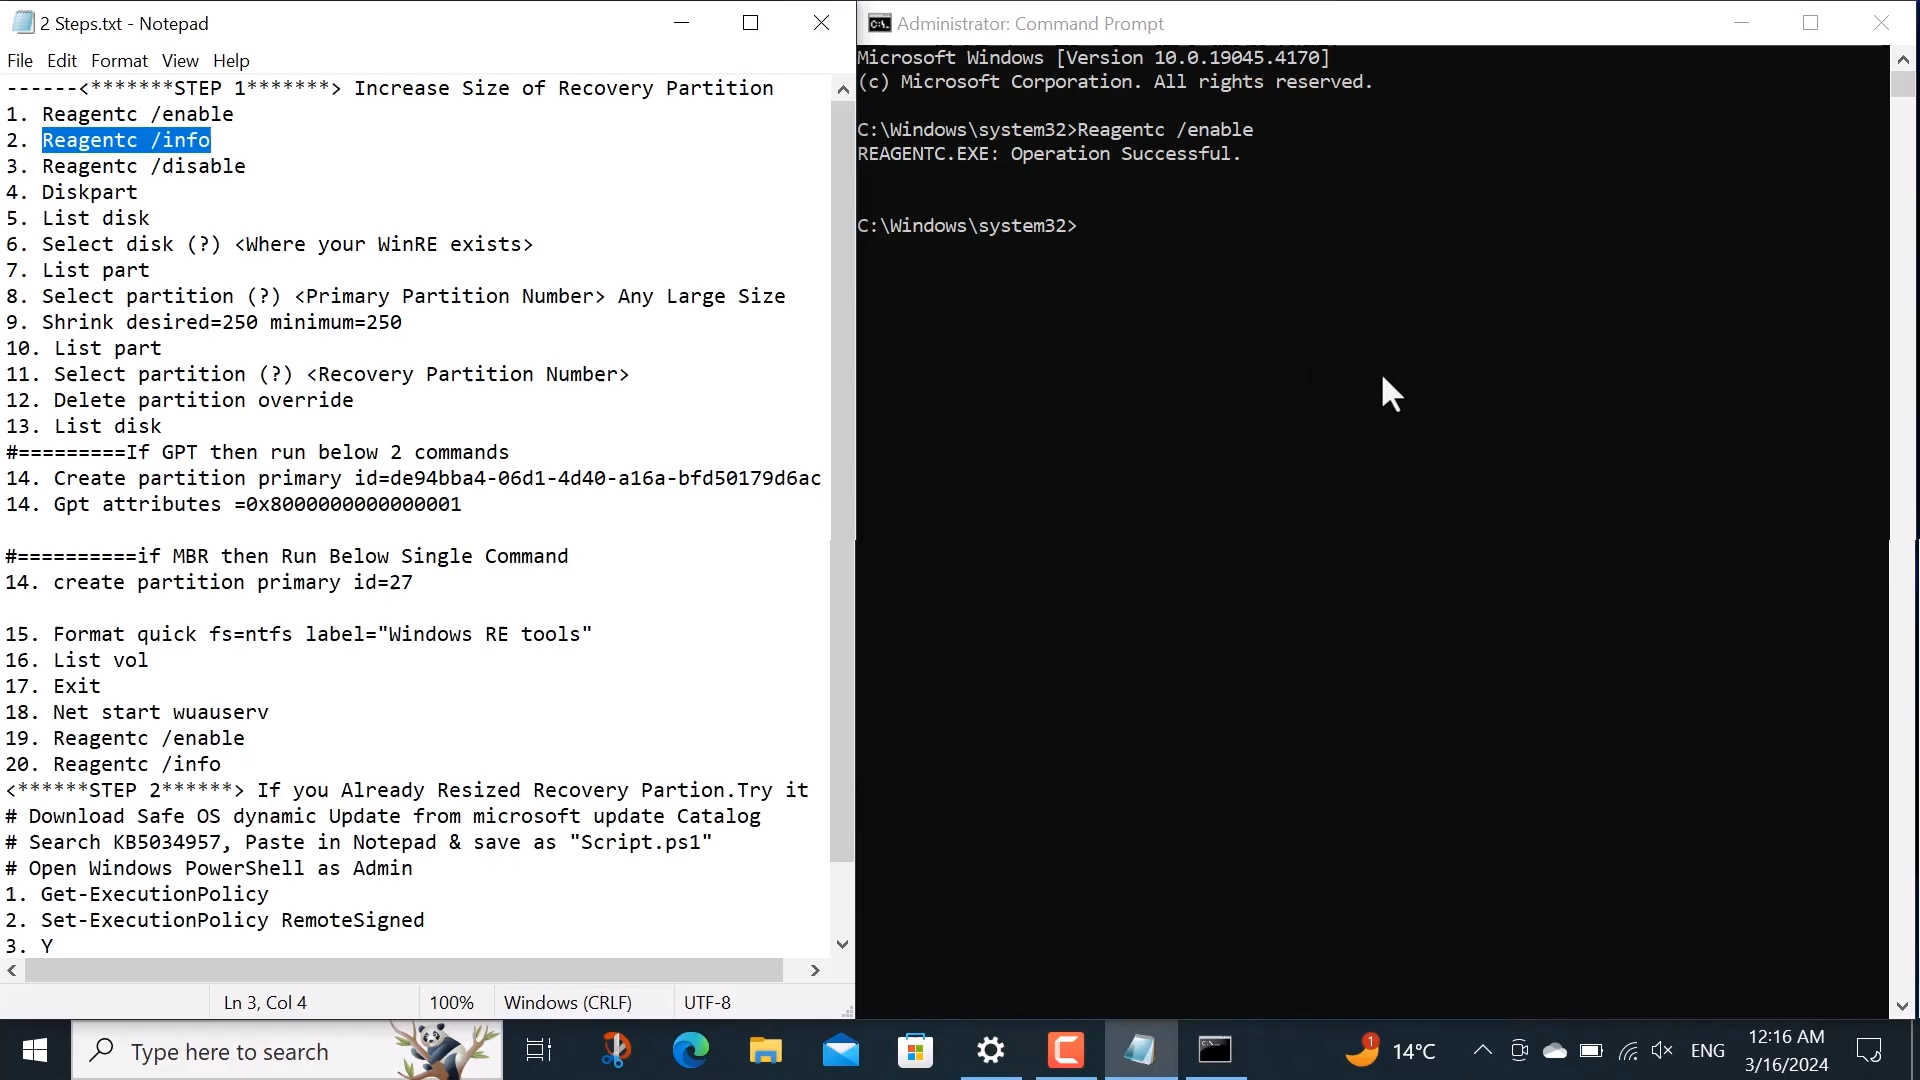 2 Steps.txt - Notepad
File Edit Format View Help
------<*******STEP 1*******> Increase Size of Recovery Partition
1. Reagentc /enable
2. Reagentc /info
3. Reagentc /disable
4. Diskpart
5. List disk
6. Select disk (?) <Where your WinRE exists>
7. List part
8. Select partition (?) <Primary Partition Number> Any Large Size
9. Shrink desired=250 minimum=250
10. List part
11. Select partition (?) <Recovery Partition Number>
12. Delete partition override
13. List disk
#=========If GPT then run below 2 commands
14. Create partition primary id=de94bba4-06d1-4d40-a16a-bfd50179d6ac
14. Gpt attributes =0x8000000000000001
#==========if MBR then Run Below Single Command
14. create partition primary id=27
15. Format quick fs=ntfs label="Windows RE tools"
16. List vol
17. Exit
18. Net start wuauserv
19. Reagentc /enable
20. Reagentc /info
<******STEP 2******> If you Already Resized Recovery Partion.Try it
# Download Safe OS dynamic Update from microsoft update Catalog
# Search KB5034957, Paste in Notepad & save as "Script.ps1"
# Open Windows PowerShell as Admin
1. Get-ExecutionPolicy
2. Set-ExecutionPolicy RemoteSigned
3. Y
Ln 3, Col 4 100% Windows (CRLF) UTF-8
Administrator: Command Prompt
Microsoft Windows [Version 10.0.19045.4170]
(c) Microsoft Corporation. All rights reserved.
C:\Windows\system32>Reagentc /enable
REAGENTC.EXE: Operation Successful.
C:\Windows\system32>
Type here to search
1
14°C
ENG
12:16 AM
3/16/2024